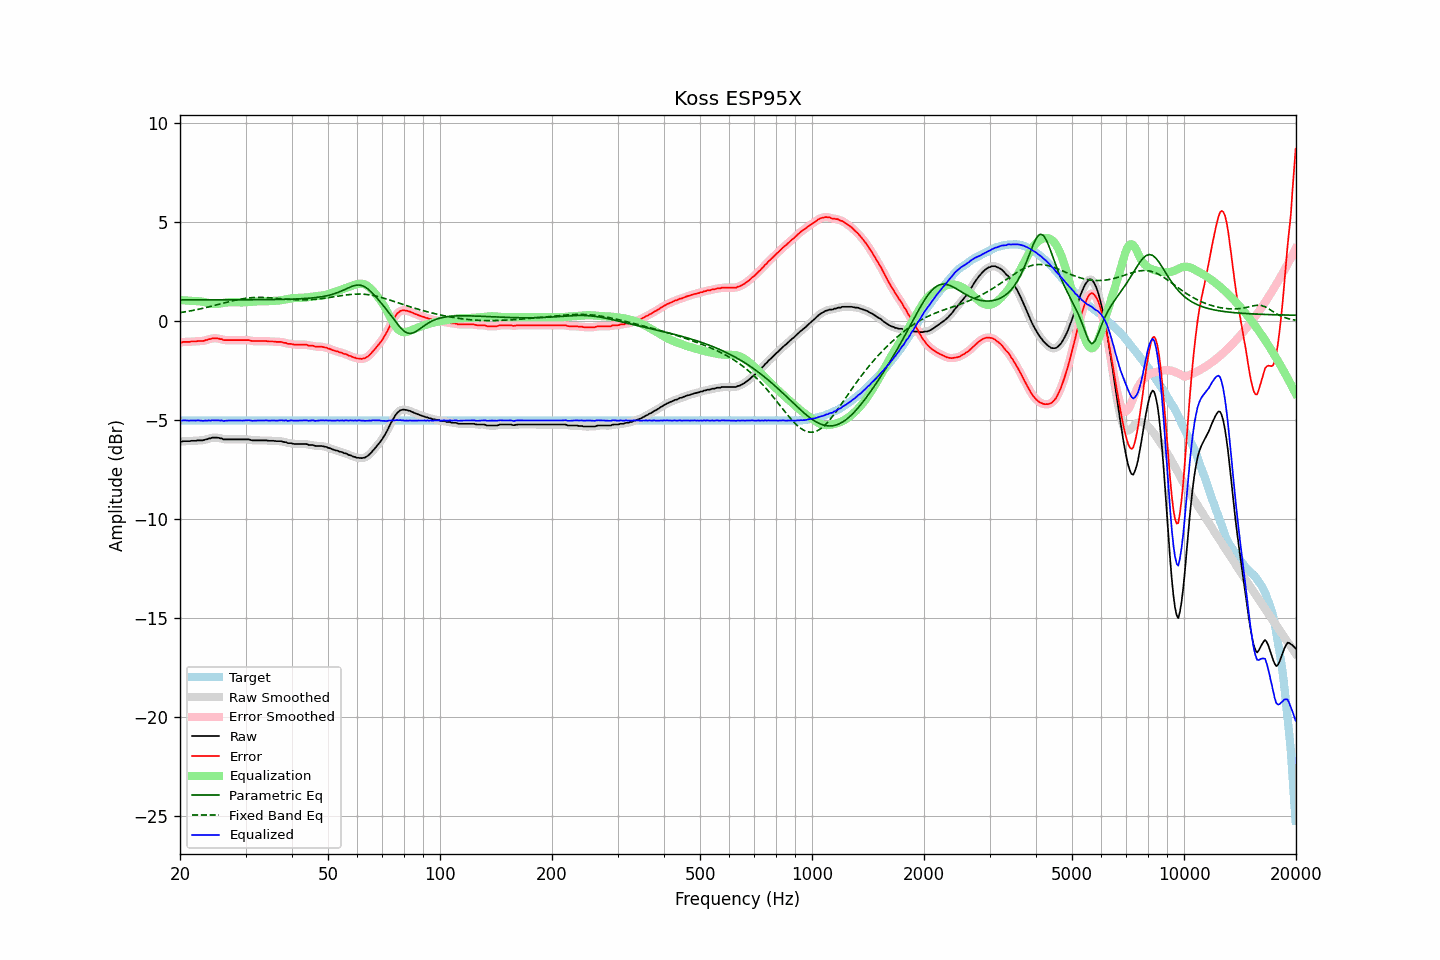 Koss ESP95X
10
5
0
−5
−10
−15
−20
−25
Amplitude (dBr)
Target
Raw Smoothed
Error Smoothed
Raw
Error
Equalization
Parametric Eq
Fixed Band Eq
Equalized
20 50 100 200 500 1000 2000 5000 10000 20000
Frequency (Hz)